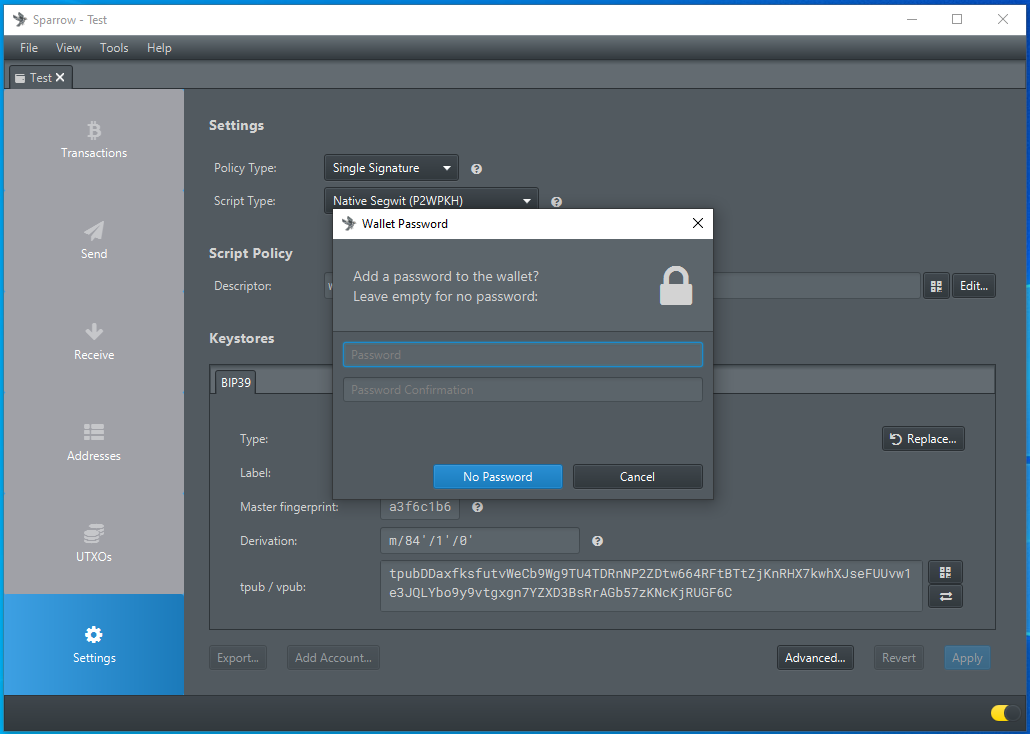 Sparrow - Test
File View Tools Help
Test
Transactions
Send
Receive
Addresses
UTXOs
Settings
Settings
Policy Type: Single Signature
Script Type: Native Segwit (P2WPKH)
Script Policy
Descriptor: w Edit...
Keystores
BIP39
Type: Replace...
Label:
Master fingerprint: a3f6c1b6
Derivation: m/84'/1'/0'
tpub / vpub: tpubDDaxfksfutvWeCb9Wg9TU4TDRnNP2ZDtw664RFtBTtZjKnRHX7kwhXJseFUUvw1
e3JQLYbo9y9vtgxgn7YZXD3BsRrAGb57zKNcKjRUGF6C
Export... Add Account... Advanced... Revert Apply
Wallet Password
Add a password to the wallet?
Leave empty for no password:
Password
Password Confirmation
No Password Cancel